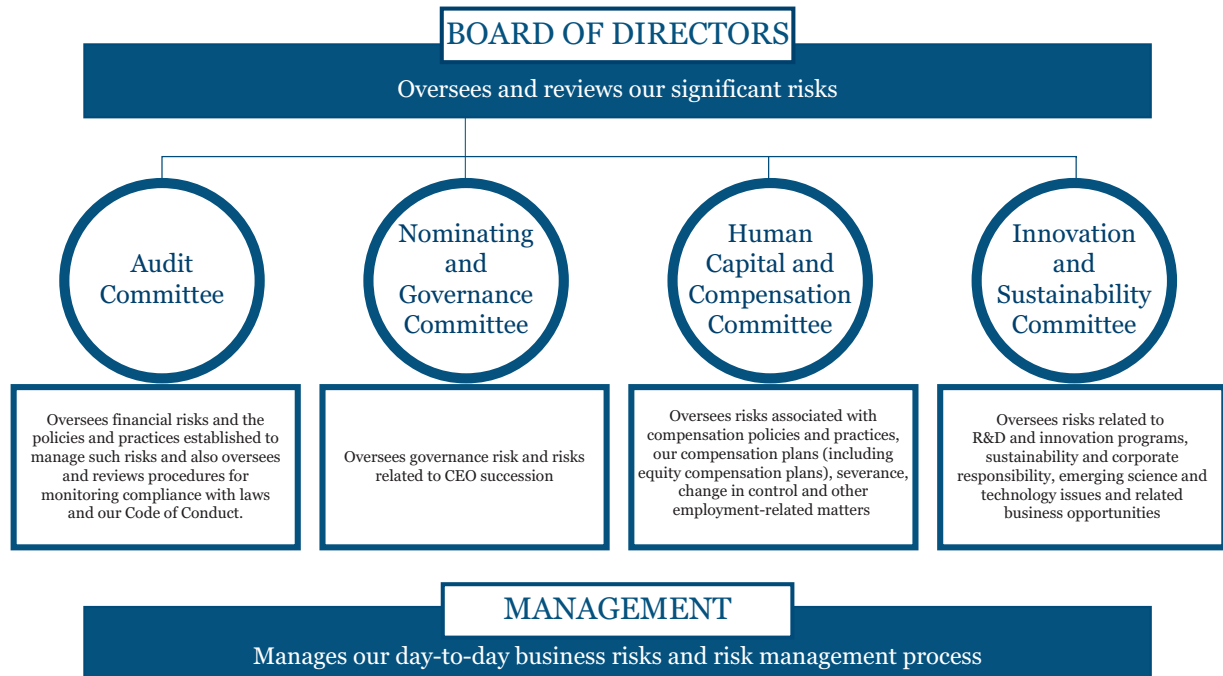 BOARD OF DIRECTORS
Oversees and reviews our significant risks
Audit
Committee
Nominating
and
Governance
Committee
Human
Capital and
Compensation
Committee
Innovation
and
Sustainability
Committee
Oversees financial risks and the
policies and practices established to
manage such risks and also oversees
and reviews procedures for
monitoring compliance with laws
and our Code of Conduct.
Oversees governance risk and risks
related to CEO succession
Oversees risks associated with
compensation policies and practices,
our compensation plans (including
equity compensation plans), severance,
change in control and other
employment-related matters
Oversees risks related to
R&D and innovation programs,
sustainability and corporate
responsibility, emerging science and
technology issues and related
business opportunities
MANAGEMENT
Manages our day-to-day business risks and risk management process